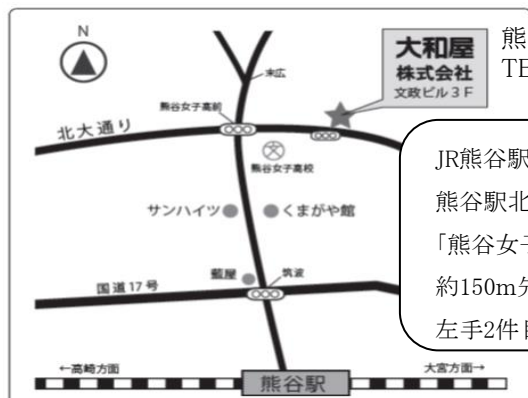 N
大和屋
株式会社
文政ビル3F
熊
TE
末広
熊谷女子高前
北大通り
熊谷女子高校
サンハイツ
くまがや館
藍屋
筑波
国道17号
JR熊谷駅
熊谷駅北
「熊谷女子
約150m先
左手2件目
←高崎方面
大宮方面→
熊谷駅